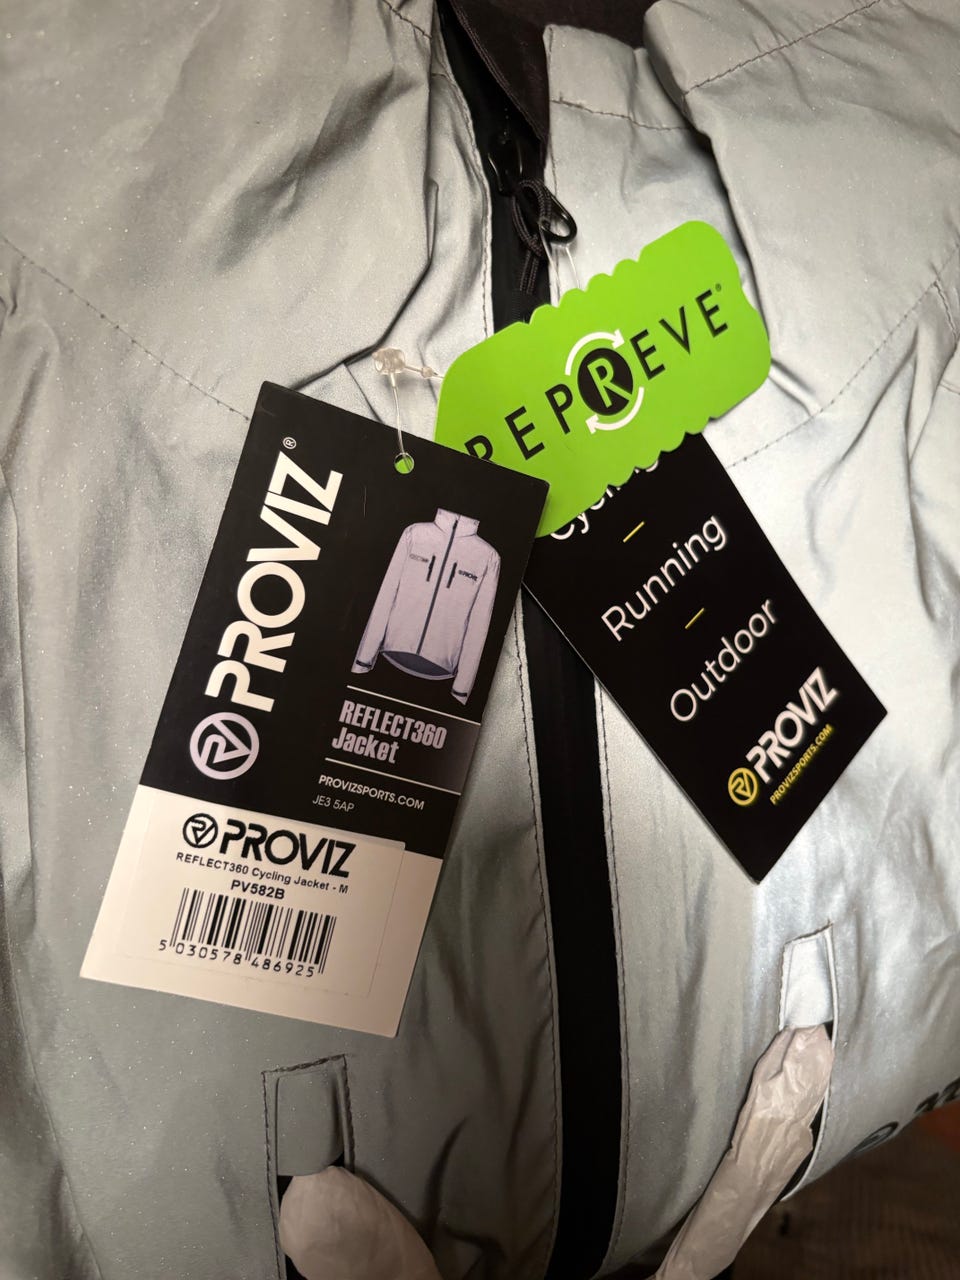 REPREVE®
PROVIZ®
REFLECT360
Jacket
PROVIZSPORTS.COM
JE3 5AP
PROVIZ
REFLECT360 Cycling Jacket - M
PV582B
5 030578 486925
Running
Outdoor
PROVIZ
PROVIZSPORTS.COM